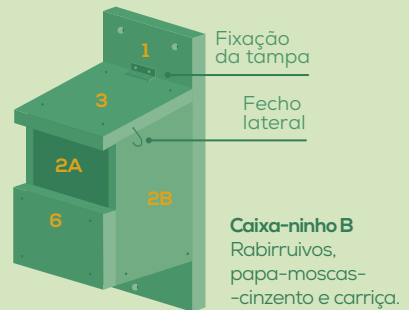 1
Fixação
da tampa
3
Fecho
lateral
2A
2B
6
Caixa-ninho B
Rabirruivos,
papa-moscas-
-cinzento e carriça.